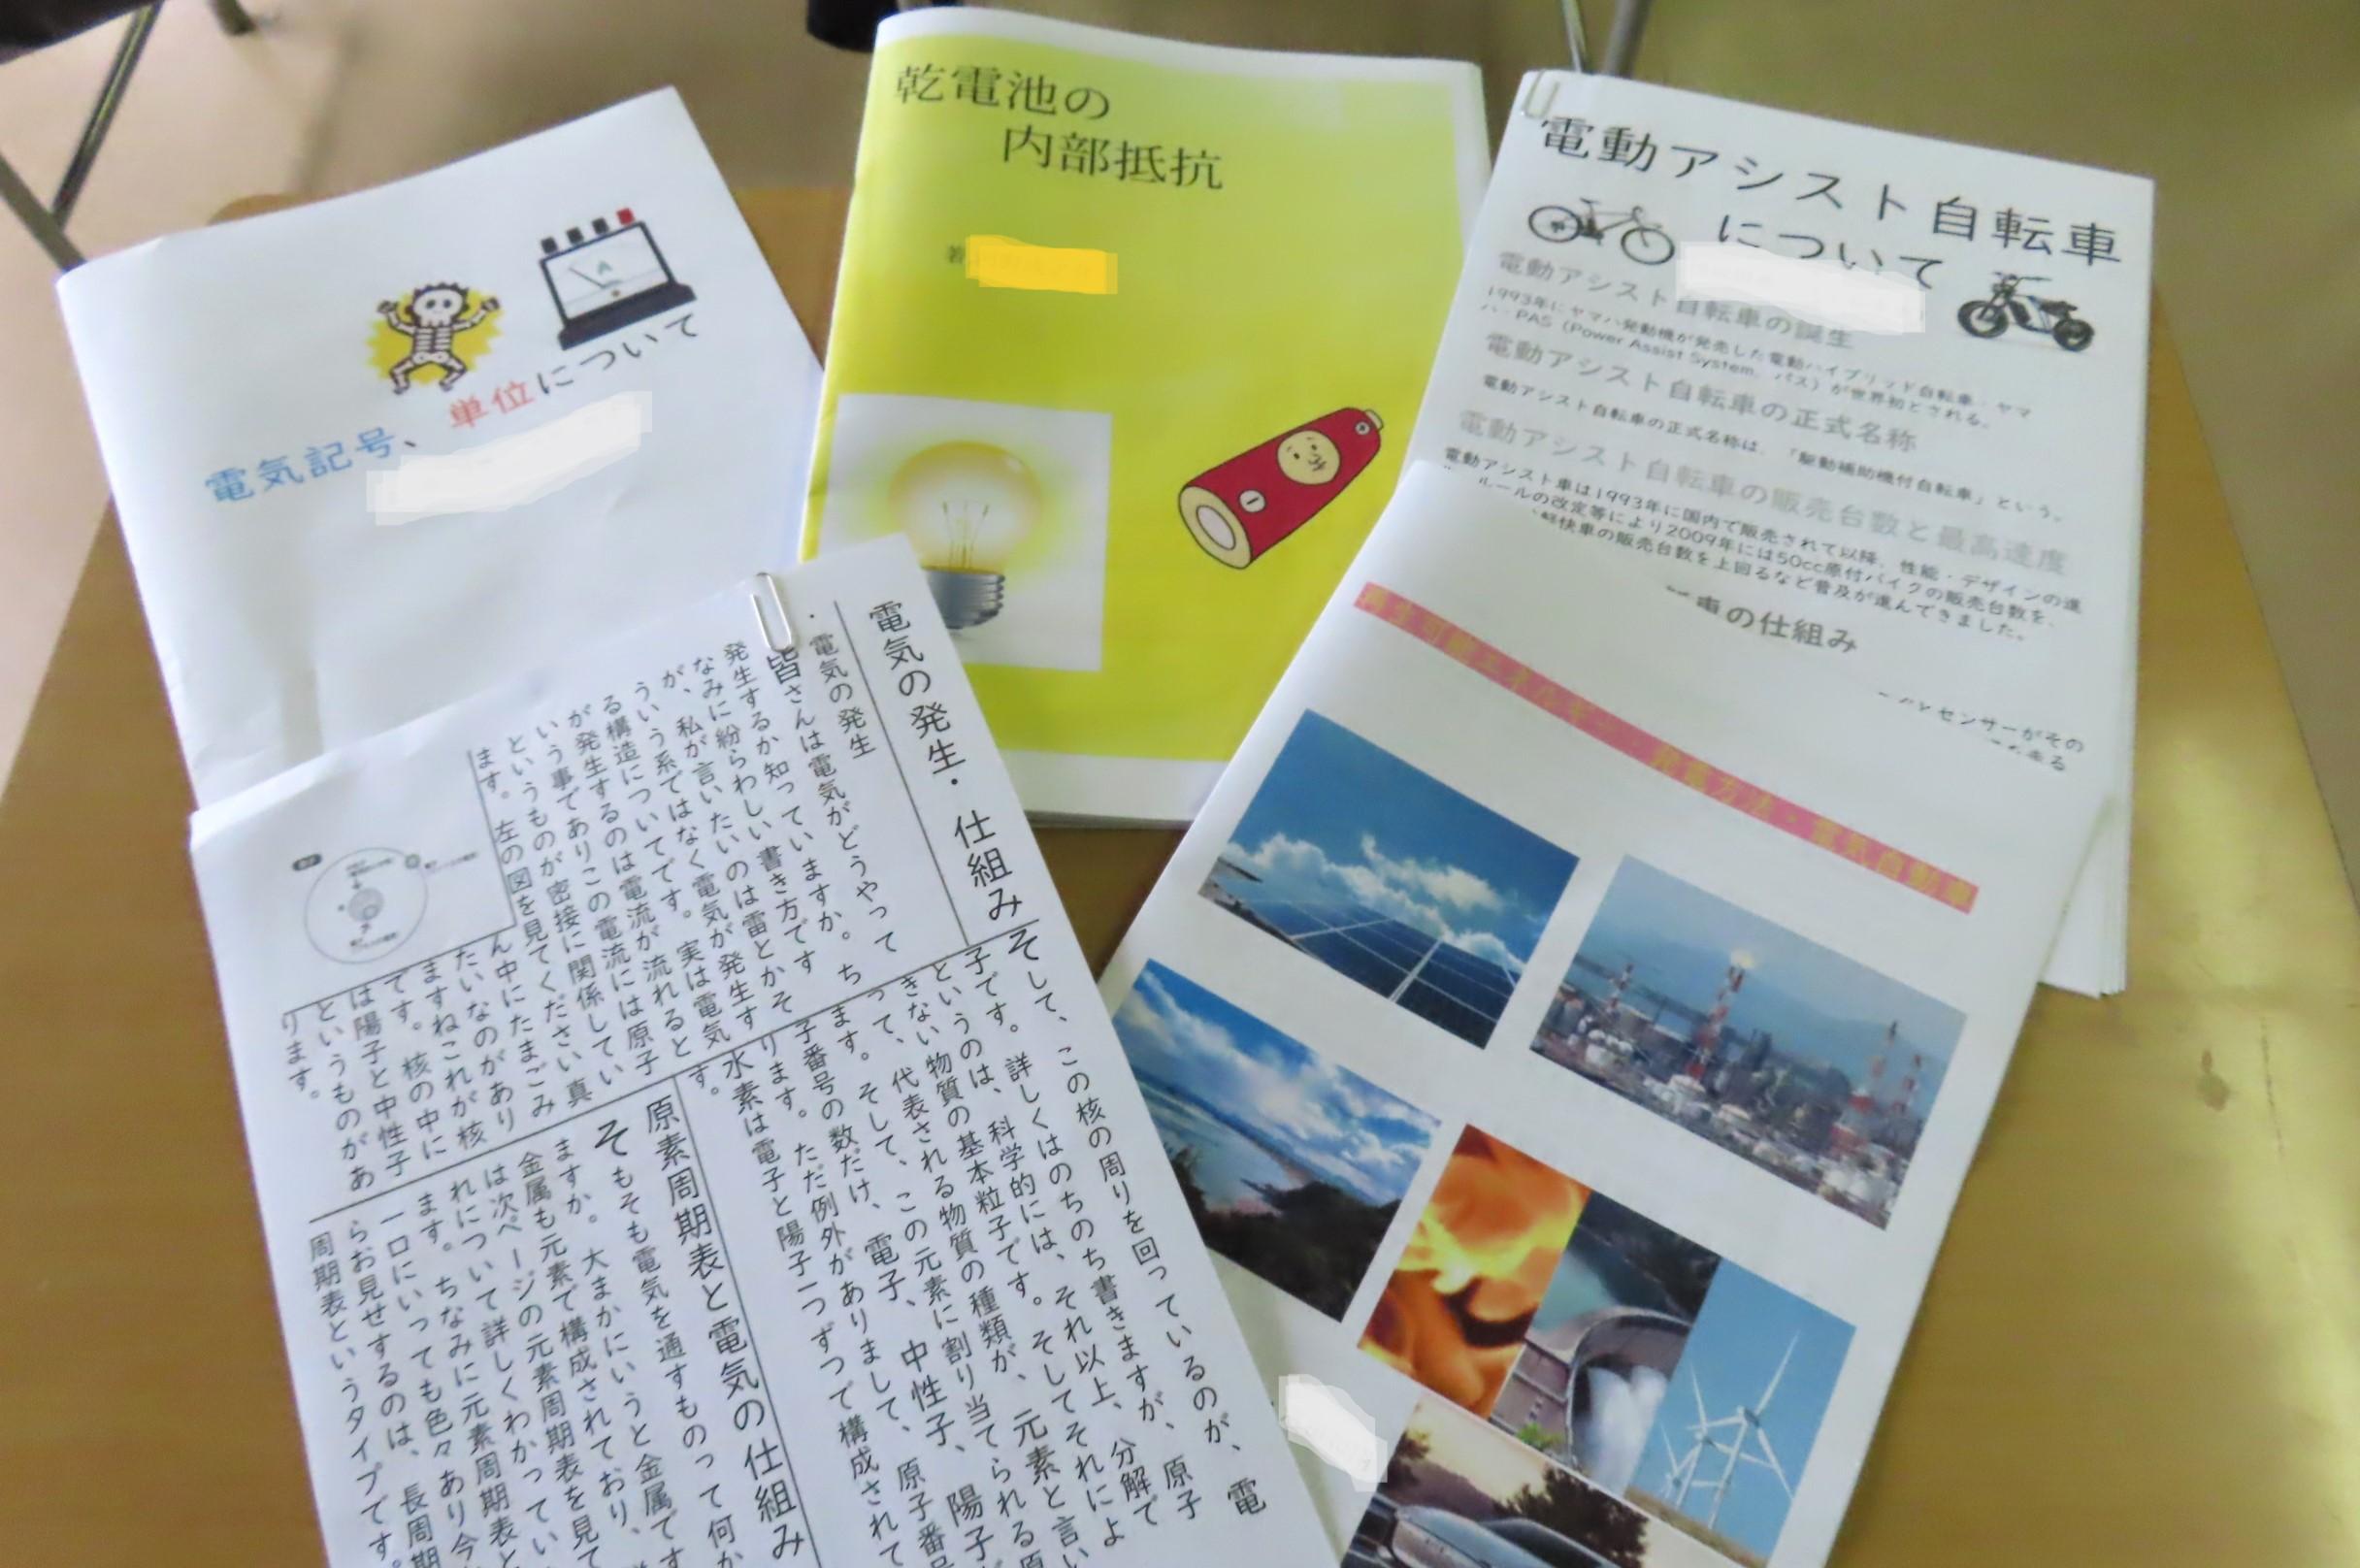 電気記号、単位について
A
乾電池の
内部抵抗
著
電動アシスト自転車
について
電動アシスト自転車の誕生
1993年にヤマハ発動機が発売した電動ハイブリッド自転車・ヤマ
ハ・PAS（Power Assist System、パス）が世界初とされる。
電動アシスト自転車の正式名称
電動アシスト自転車の正式名称は、「駆動補助機付自転車」という。
電動アシスト自転車の販売台数と最高速度
電動アシスト車は1993年に国内で販売されて以降、性能・デザインの進
ルールの改定等により2009年には50cc原付バイクの販売台数を、
軽快車の販売台数を上回るなど普及が進んできました。
車の仕組み
センサーがその
再生可能エネルギー・発電方法・電気自動車
電気の発生・仕組み
・電気の発生
皆さんは電気がどうやって
発生するか知っていますか。ち
なみに紛らわしい書き方です
が、私が言いたいのは雷とかそ
ういう系ではなく電気が発生す
る構造についてです。実は電気
が発生するのは電流が流れると
いう事でありこの電流には原子
というものが密接に関係してい
ます。左の図を見てください真
ん中にたまごみ
たいなのがあり
ますねこれが核
です。核の中に
は陽子と中性子
というものがあ
ります。
そして、この核の周りを回っているのが、電
子です。詳しくはのちのち書きますが、原子
というのは、科学的には、それ以上、分解で
きない物質の基本粒子です。そしてそれによ
って、代表される物質の種類が、元素と言い
ます。そして、この元素に割り当てられる原
子番号の数だけ、電子、中性子、陽子
ります。ただ例外がありまして、原子番号
水素は電子と陽子一つずつで構成されて
す。
原素周期表と電気の仕組み
そもそも電気を通すものって何か
ますか。大まかにいうと金属です
金属も元素で構成されており、
は次ページの元素周期表を見て
れについて詳しくわかってい
ます。ちなみに元素周期表と
一口にいっても色々あり今
らお見せするのは、長周期
周期表というタイプです。